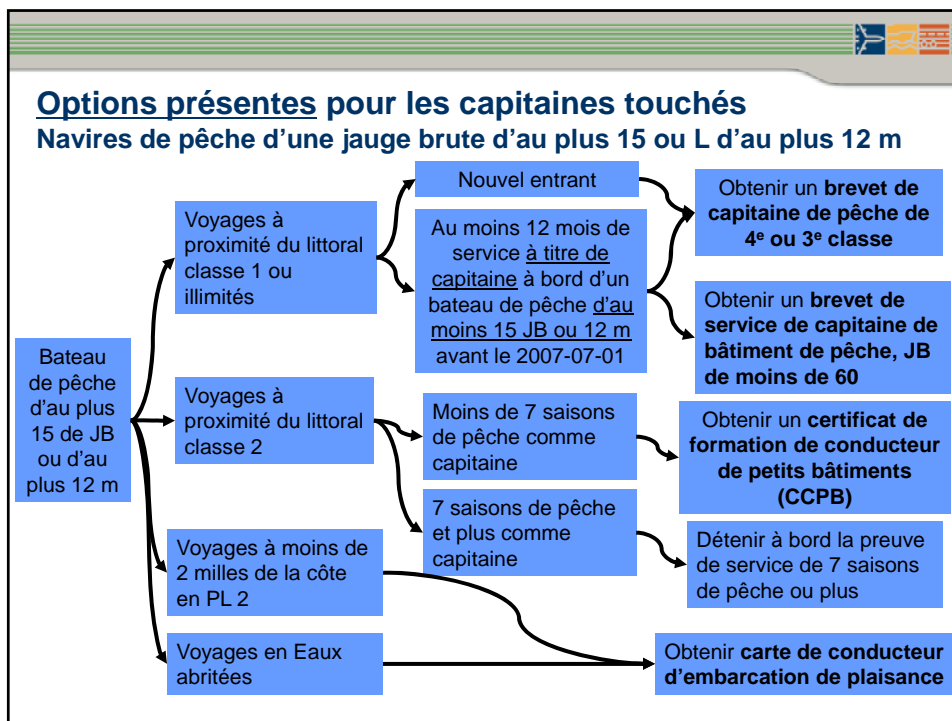 Options présentes pour les capitaines touchés
Navires de pêche d'une jauge brute d'au plus 15 ou L d'au plus 12 m
Bateau
de pêche
d'au plus
15 de JB
ou d'au
plus 12 m
Voyages à
proximité du littoral
classe 1 ou
illimités
Nouvel entrant
Au moins 12 mois de
service à titre de
capitaine à bord d'un
bateau de pêche d'au
moins 15 JB ou 12 m
avant le 2007-07-01
Obtenir un brevet de
capitaine de pêche de
4e ou 3e classe
Obtenir un brevet de
service de capitaine de
bâtiment de pêche, JB
de moins de 60
Voyages à
proximité du littoral
classe 2
Moins de 7 saisons
de pêche comme
capitaine
Obtenir un certificat de
formation de conducteur
de petits bâtiments
(CCPB)
7 saisons de pêche
et plus comme
capitaine
Détenir à bord la preuve
de service de 7 saisons
de pêche ou plus
Voyages à moins de
2 milles de la côte
en PL 2
Voyages en Eaux
abritées
Obtenir carte de conducteur
d'embarcation de plaisance